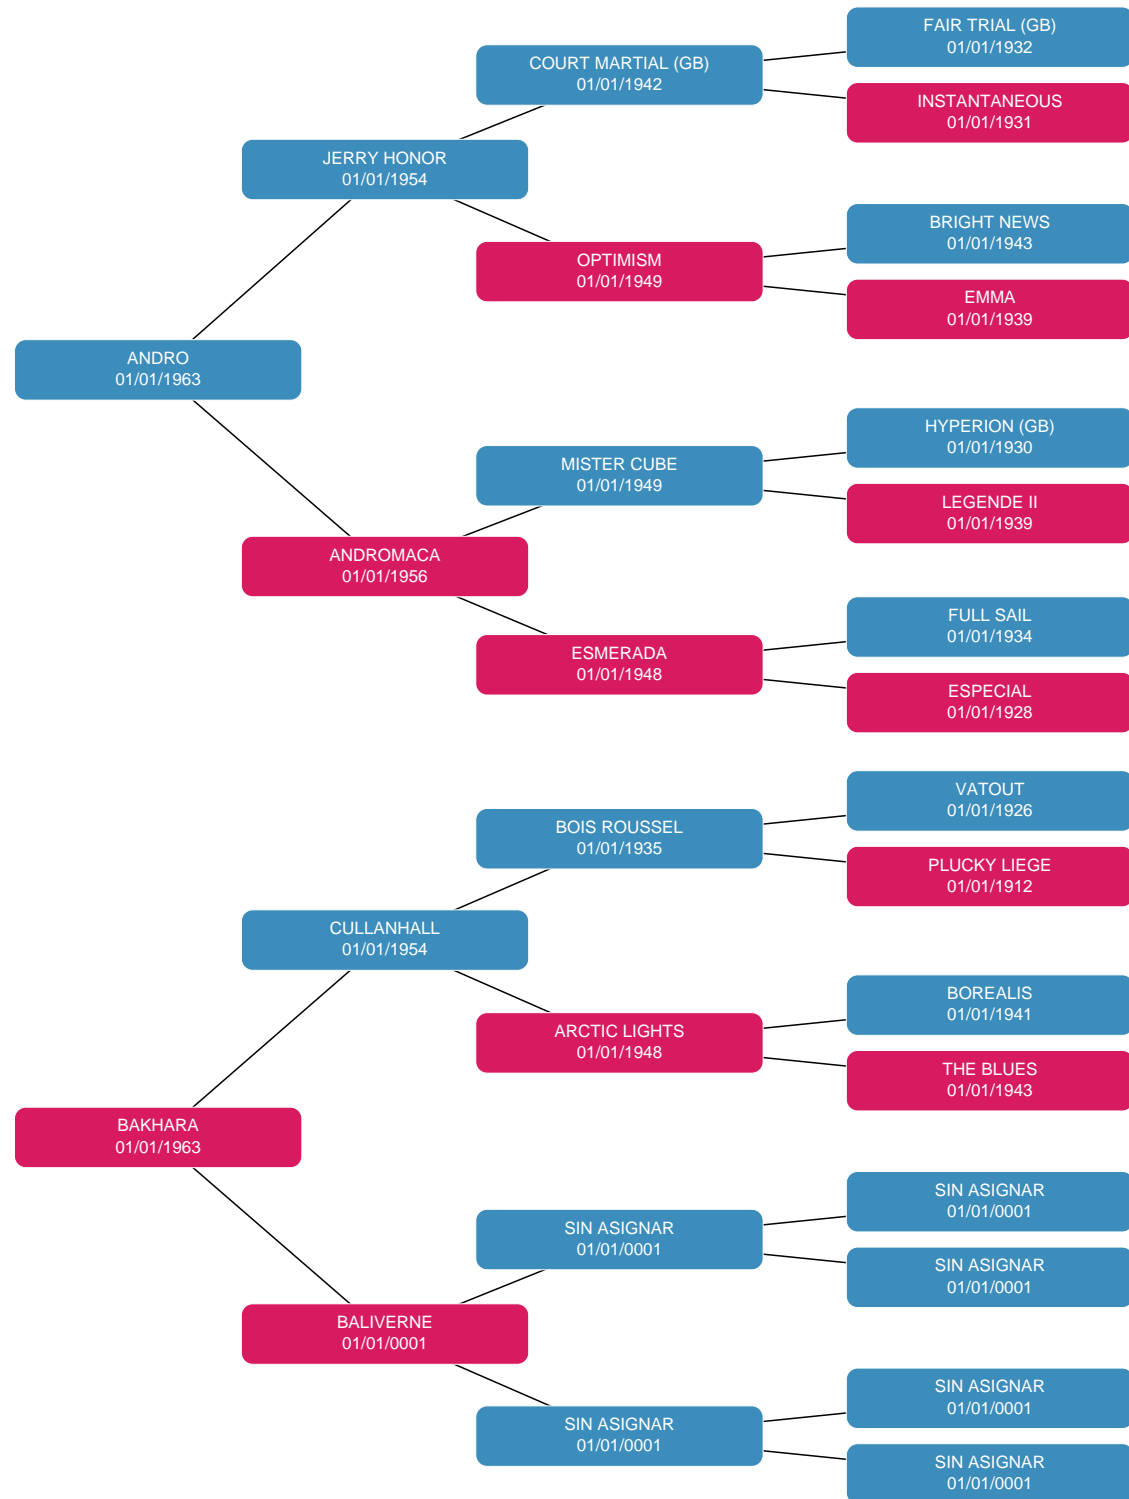 FAIR TRIAL (GB)
01/01/1932
COURT MARTIAL (GB)
01/01/1942
INSTANTANEOUS
01/01/1931
JERRY HONOR
01/01/1954
BRIGHT NEWS
01/01/1943
OPTIMISM
01/01/1949
EMMA
01/01/1939
ANDRO
01/01/1963
HYPERION (GB)
01/01/1930
MISTER CUBE
01/01/1949
LEGENDE II
01/01/1939
ANDROMACA
01/01/1956
FULL SAIL
01/01/1934
ESMERADA
01/01/1948
ESPECIAL
01/01/1928
VATOUT
01/01/1926
BOIS ROUSSEL
01/01/1935
PLUCKY LIEGE
01/01/1912
CULLANHALL
01/01/1954
BOREALIS
01/01/1941
ARCTIC LIGHTS
01/01/1948
THE BLUES
01/01/1943
BAKHARA
01/01/1963
SIN ASIGNAR
01/01/0001
SIN ASIGNAR
01/01/0001
SIN ASIGNAR
01/01/0001
BALIVERNE
01/01/0001
SIN ASIGNAR
01/01/0001
SIN ASIGNAR
01/01/0001
SIN ASIGNAR
01/01/0001